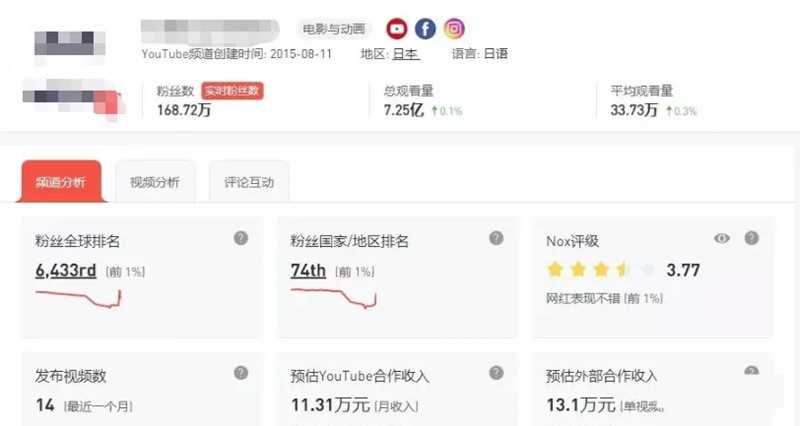 电影与动画
YouTube频道创建时间: 2015-08-11 地区: 日本 语言: 日语
粉丝数 实时粉丝数 总观看量 平均观看量
168.72万 7.25亿 ↑0.1% 33.73万 ↑0.3%
频道分析 视频分析 评论互动
粉丝全球排名 ? 粉丝国家/地区排名 ? Nox评级 ?
6,433rd (前 1%) 74th (前 1%) 3.77
网红表现不错 (前 1%)
发布视频数 ? 预估YouTube合作收入 ? 预估外部合作收入
14 (最近一个月) 11.31万元 (月收入) 13.1万元 (单视频)